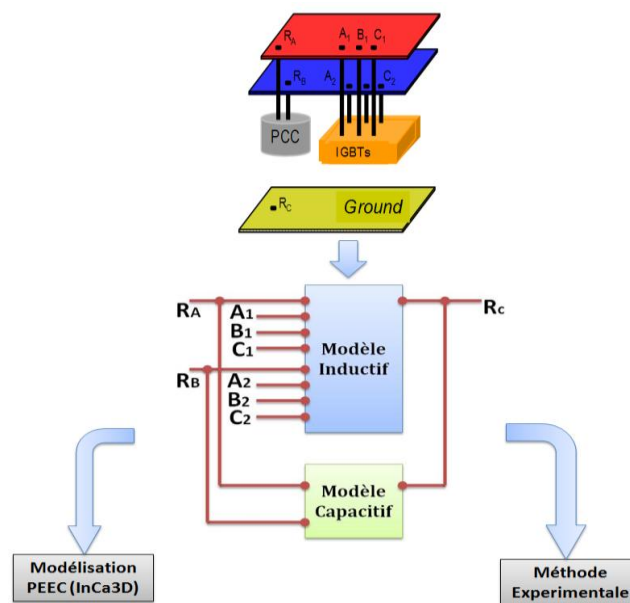 RA A1 B1 C1
RB A2 C2
PCC
IGBTs
RC Ground
RA
A1
B1
C1
RB
A2
B2
C2
Modèle
Inductif
Rc
Modèle
Capacitif
Modélisation
PEEC (InCa3D)
Méthode
Experimentale